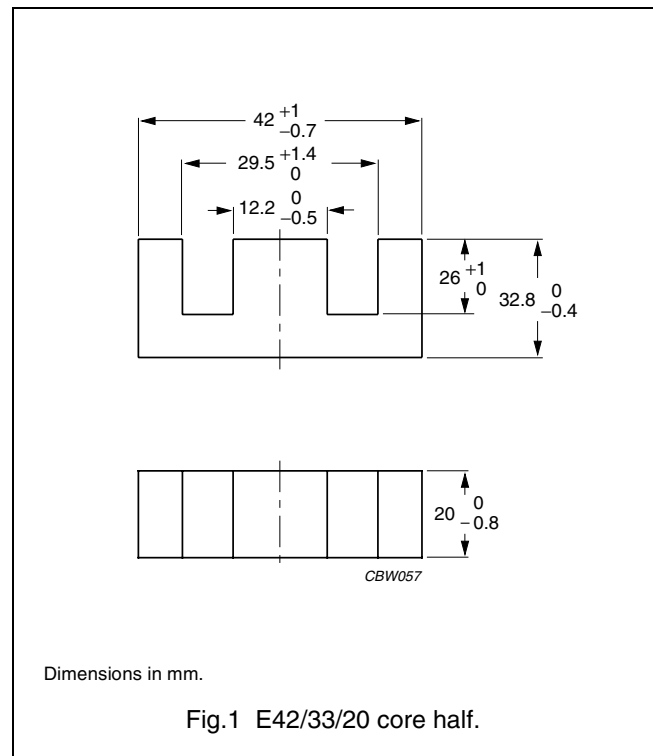 42 +1 −0.7
29.5 +1.4 0
12.2 0 −0.5
26 +1 0
32.8 0 −0.4
20 0 −0.8
CBW057
Dimensions in mm.
Fig.1 E42/33/20 core half.